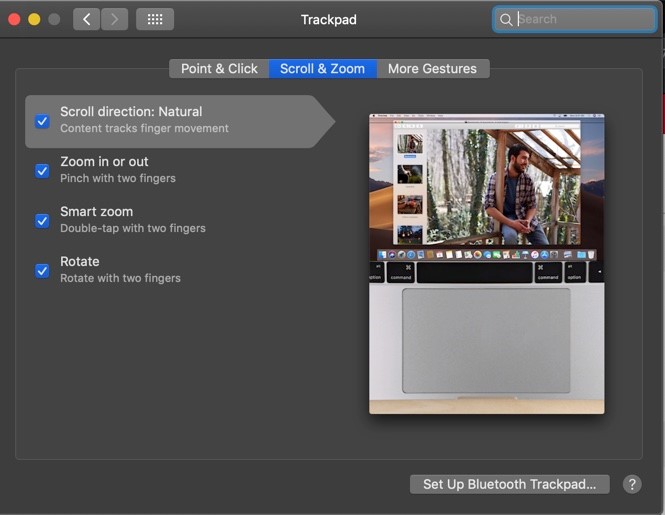 Trackpad
Search
Point & Click
Scroll & Zoom
More Gestures
Scroll direction: Natural
Content tracks finger movement
Zoom in or out
Pinch with two fingers
Smart zoom
Double-tap with two fingers
Rotate
Rotate with two fingers
command
command
option
Set Up Bluetooth Trackpad...
?